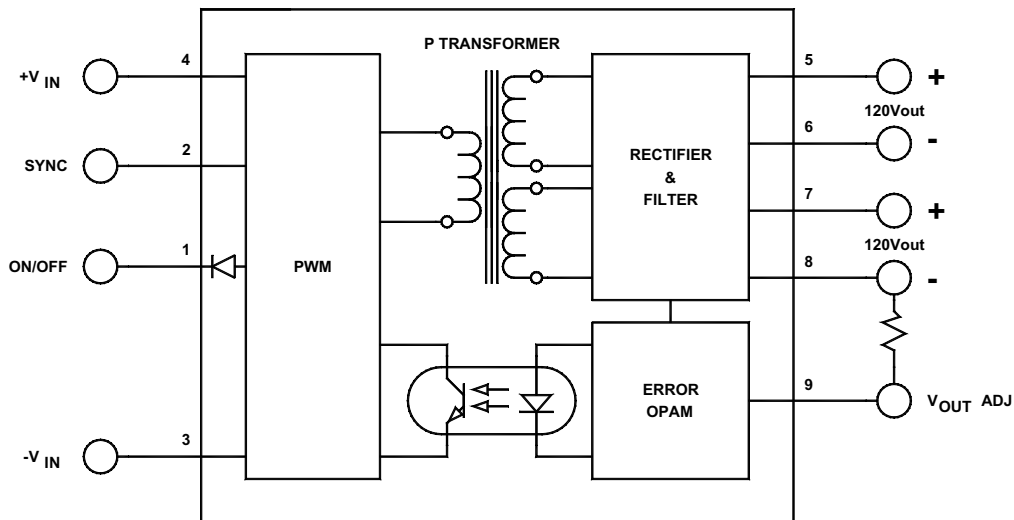 P TRANSFORMER
+V IN
4
5
+
120Vout
6
-
SYNC
2
RECTIFIER
&
FILTER
7
+
120Vout
8
-
ON/OFF
1
PWM
ERROR
OPAM
9
VOUT ADJ
-V IN
3